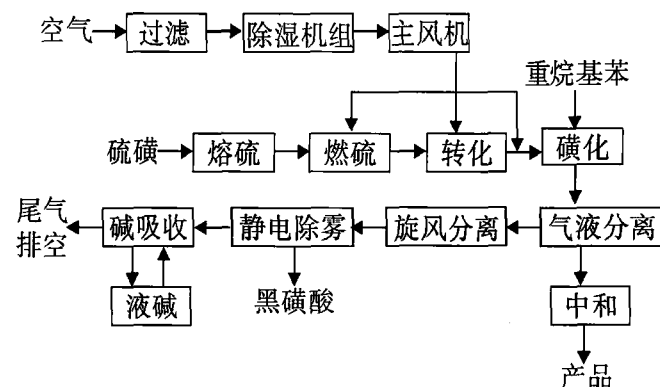 空气
过滤
除湿机组
主风机
重烷基苯
硫磺
熔硫
燃硫
转化
磺化
尾气
排空
碱吸收
静电除雾
旋风分离
气液分离
液碱
黑磺酸
中和
产品